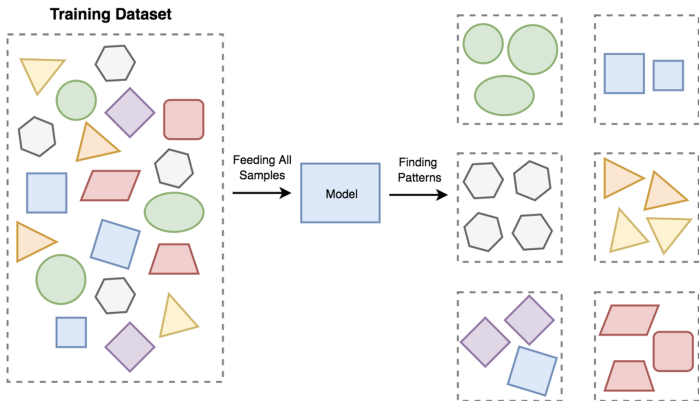 Training Dataset
Feeding All
Samples
Model
Finding
Patterns